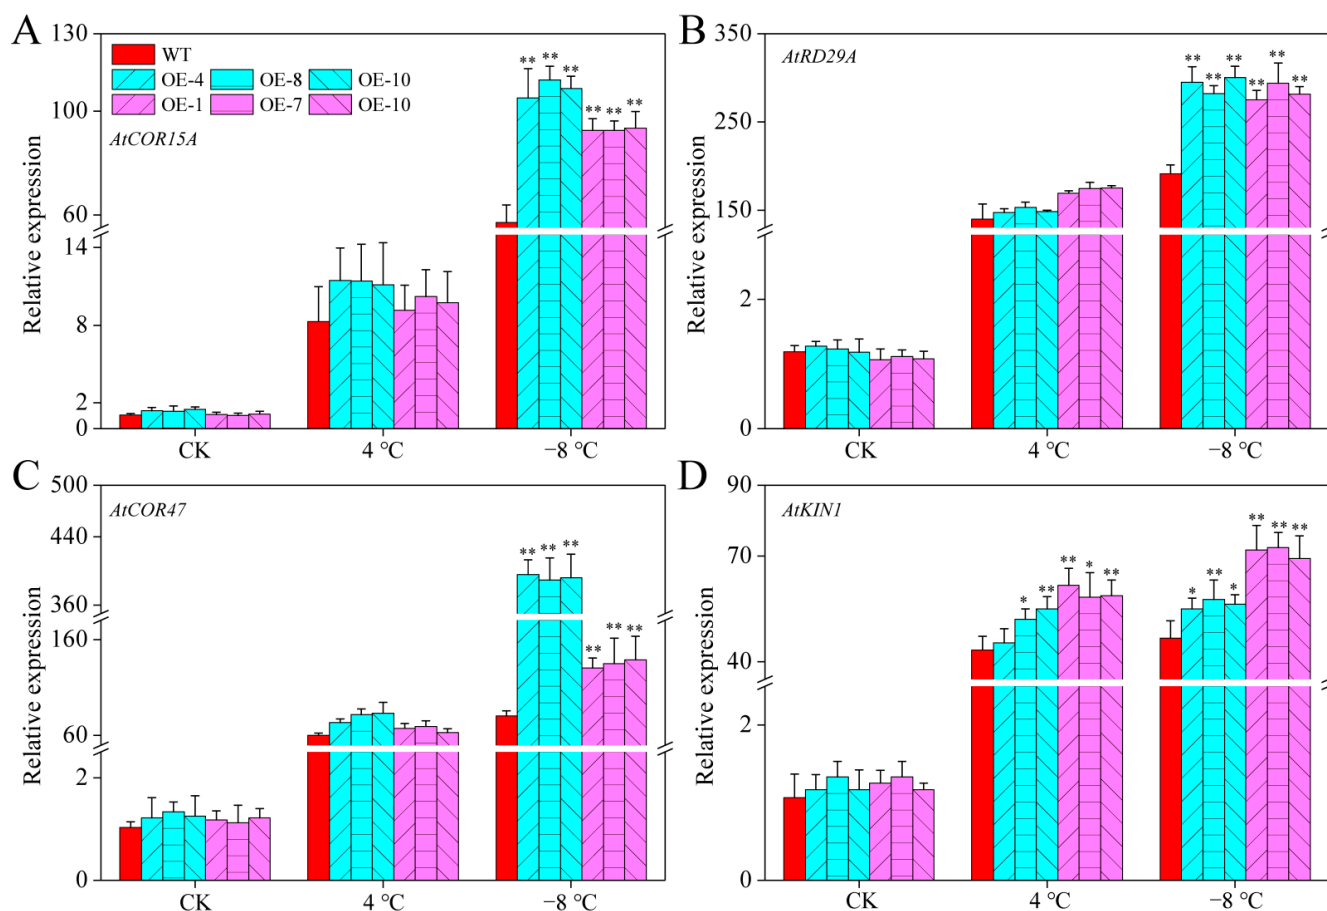 A
130
100
60
14
8
2
0
Relative expression
WT
OE-4 OE-8 OE-10
OE-1 OE-7 OE-10
AtCOR15A
** ** ** ** ** **
CK 4 ℃ −8 ℃
B
350
250
150
2
0
Relative expression
AtRD29A
** ** ** ** ** **
CK 4 ℃ −8 ℃
C
500
440
360
160
60
2
0
Relative expression
AtCOR47
** ** ** ** ** **
CK 4 ℃ −8 ℃
D
90
70
40
2
0
Relative expression
AtKIN1
* ** ** * ** * ** * ** ** **
CK 4 ℃ −8 ℃